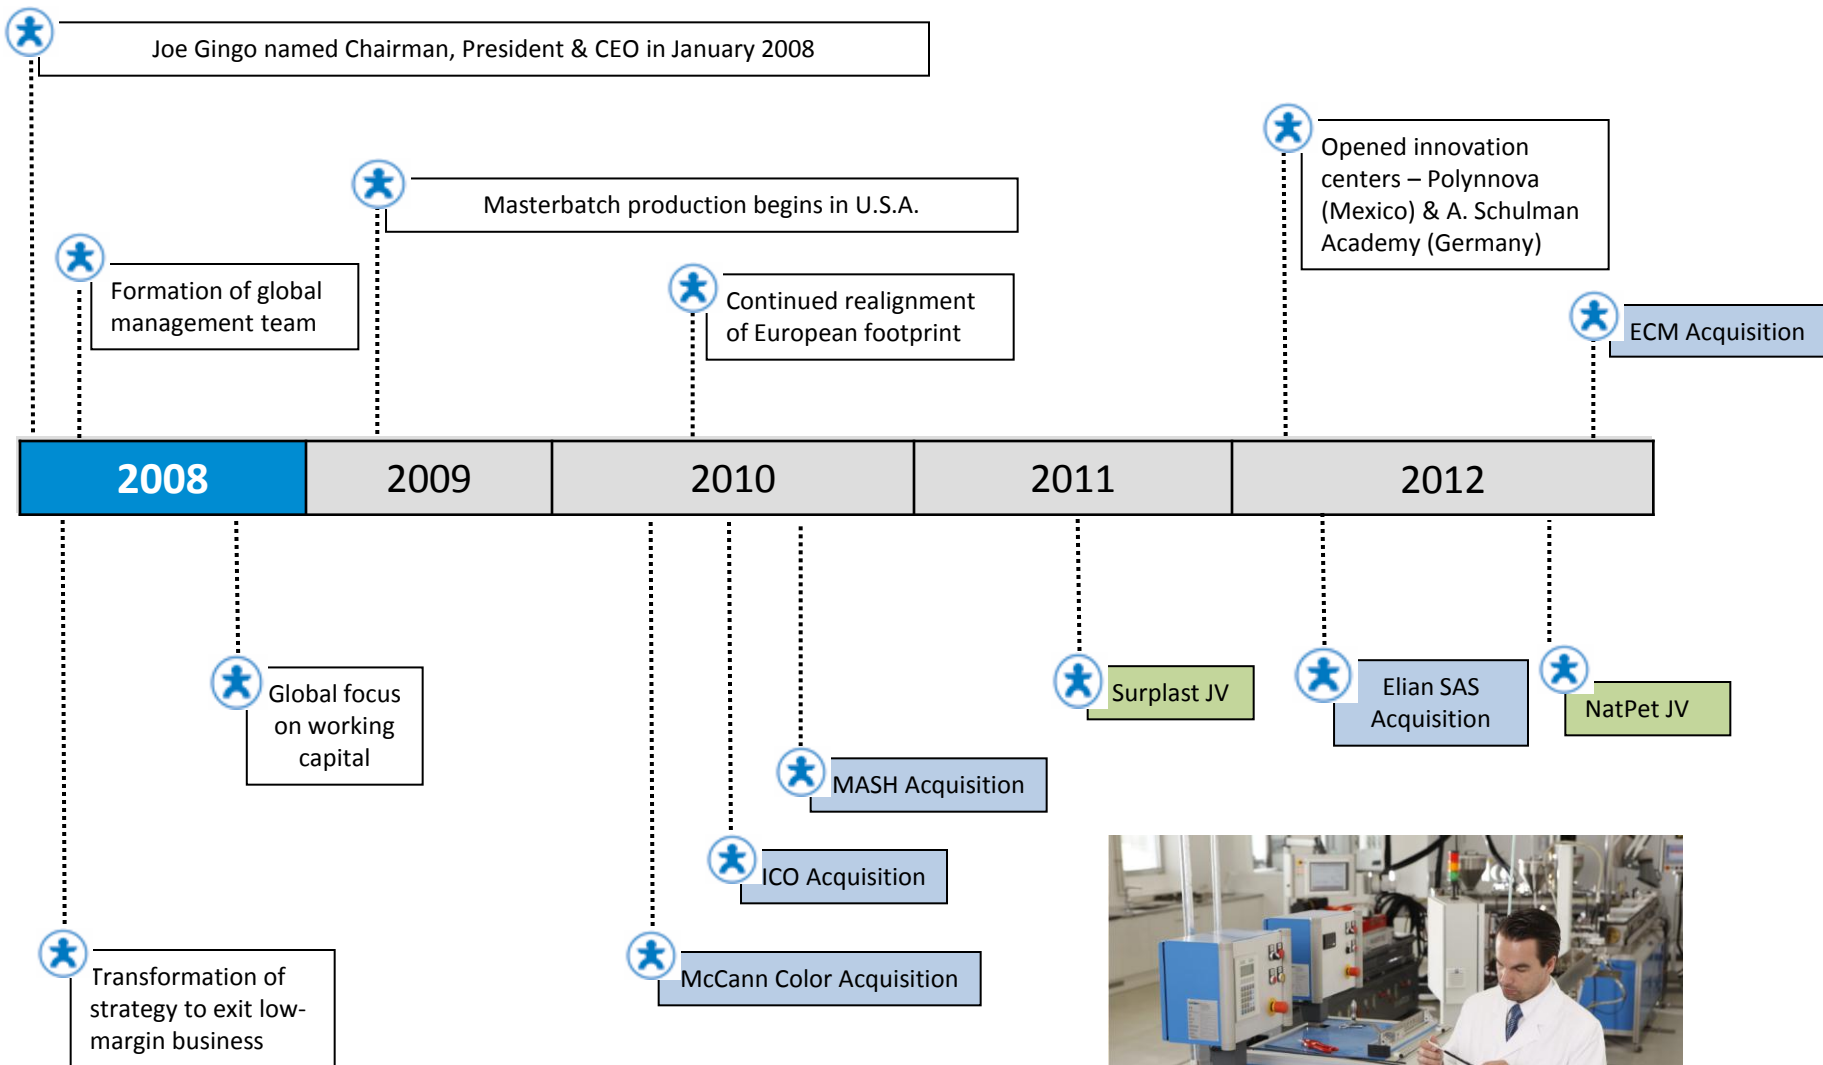 Joe Gingo named Chairman, President & CEO in January 2008
Opened innovation
centers – Polynnova
(Mexico) & A. Schulman
Academy (Germany)
Masterbatch production begins in U.S.A.
Formation of global
management team
Continued realignment
of European footprint
ECM Acquisition
2008
2009
2010
2011
2012
Global focus
on working
capital
Surplast JV
Elian SAS
Acquisition
NatPet JV
MASH Acquisition
ICO Acquisition
McCann Color Acquisition
Transformation of
strategy to exit low-
margin business